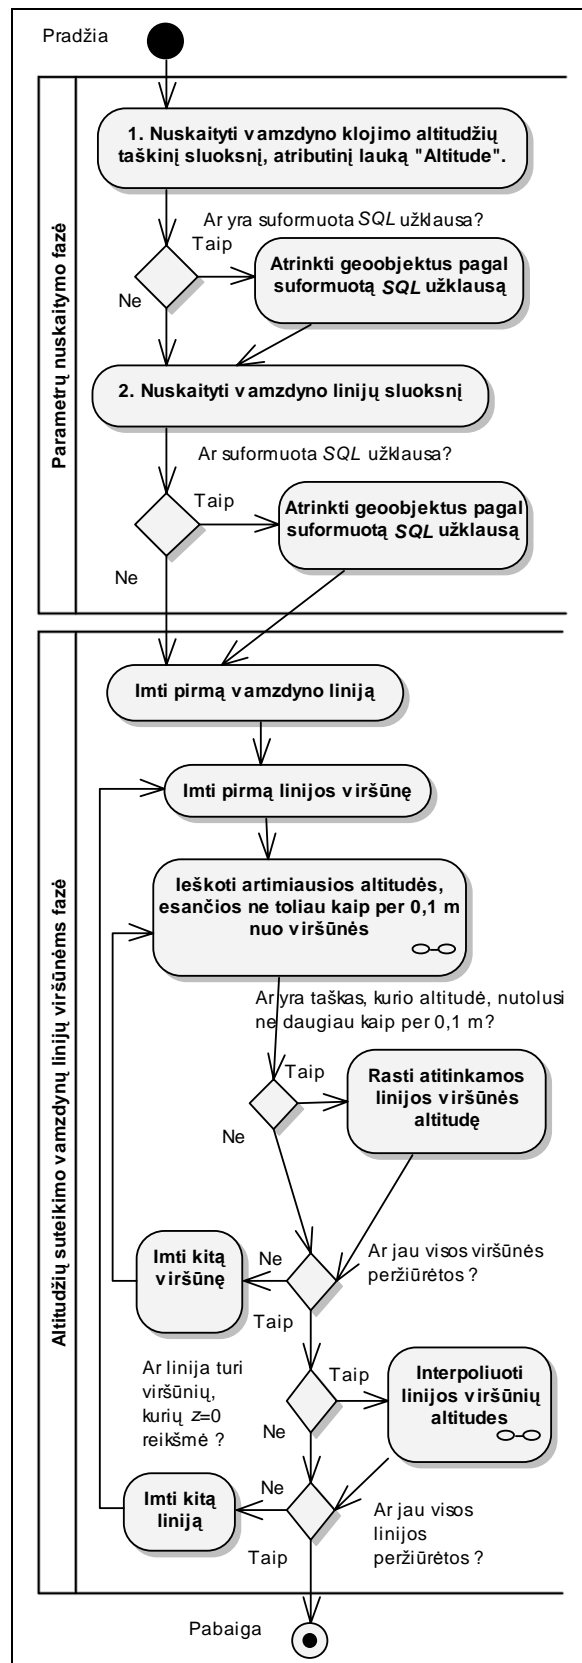 Pradžia
Parametrų nuskaitymo fazė
1. Nuskaityti vamzdyno klojimo altitudžių
taškinį sluoksnį, atributinį lauką "Altitude".
Ar yra suformuota SQL užklausa?
Taip
Ne
Atrinkti geoobjektus pagal
suformuotą SQL užklausą
2. Nuskaityti vamzdyno linijų sluoksnį
Ar suformuota SQL užklausa?
Taip
Ne
Atrinkti geoobjektus pagal
suformuotą SQL užklausą
Altitudžių suteikimo vamzdynų linijų viršūnėms fazė
Imti pirmą vamzdyno liniją
Imti pirmą linijos viršūnę
Ieškoti artimiausios altitudės,
esančios ne toliau kaip per 0,1 m
nuo viršūnės
Ar yra taškas, kurio altitudė, nutolusi
ne daugiau kaip per 0,1 m?
Taip
Ne
Rasti atitinkamos
linijos viršūnės
altitudę
Ar jau visos viršūnės
peržiūrėtos ?
Ne
Imti kitą
viršūnę
Taip
Ar linija turi
viršūnių,
kurių z=0
reikšmė ?
Taip
Ne
Interpoliuoti
linijos viršūnių
altitudes
Ne
Imti kitą
liniją
Ar jau visos
linijos
peržiūrėtos ?
Taip
Pabaiga